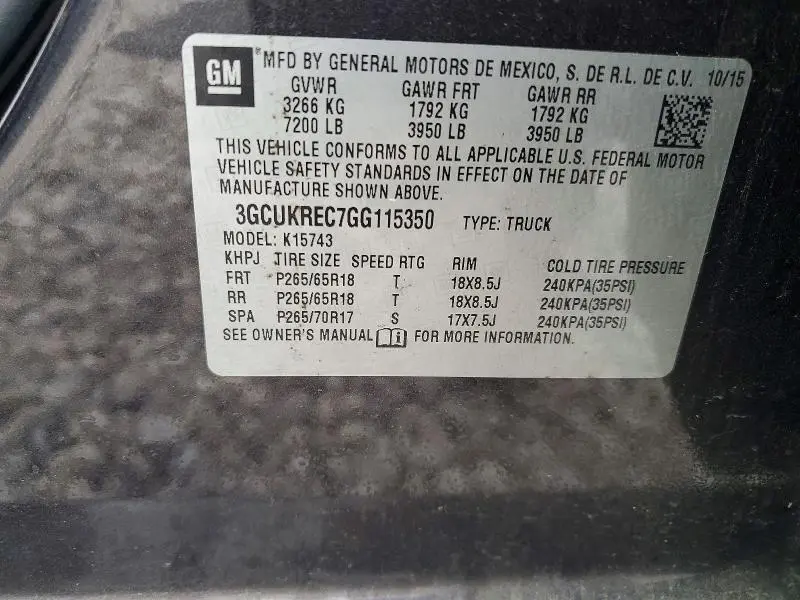 GM ® MFD BY GENERAL MOTORS DE MEXICO, S. DE R.L. DE C.V. 10/15
GVWR GAWR FRT GAWR RR
3266 KG 1792 KG 1792 KG
7200 LB 3950 LB 3950 LB
THIS VEHICLE CONFORMS TO ALL APPLICABLE U.S. FEDERAL MOTOR
VEHICLE SAFETY STANDARDS IN EFFECT ON THE DATE OF
MANUFACTURE SHOWN ABOVE.
3GCUKREC7GG115350 TYPE: TRUCK
MODEL: K15743
KHPJ TIRE SIZE SPEED RTG RIM COLD TIRE PRESSURE
FRT P265/65R18 T 18X8.5J 240KPA(35PSI)
RR P265/65R18 T 18X8.5J 240KPA(35PSI)
SPA P265/70R17 S 17X7.5J 240KPA(35PSI)
SEE OWNER'S MANUAL i FOR MORE INFORMATION.